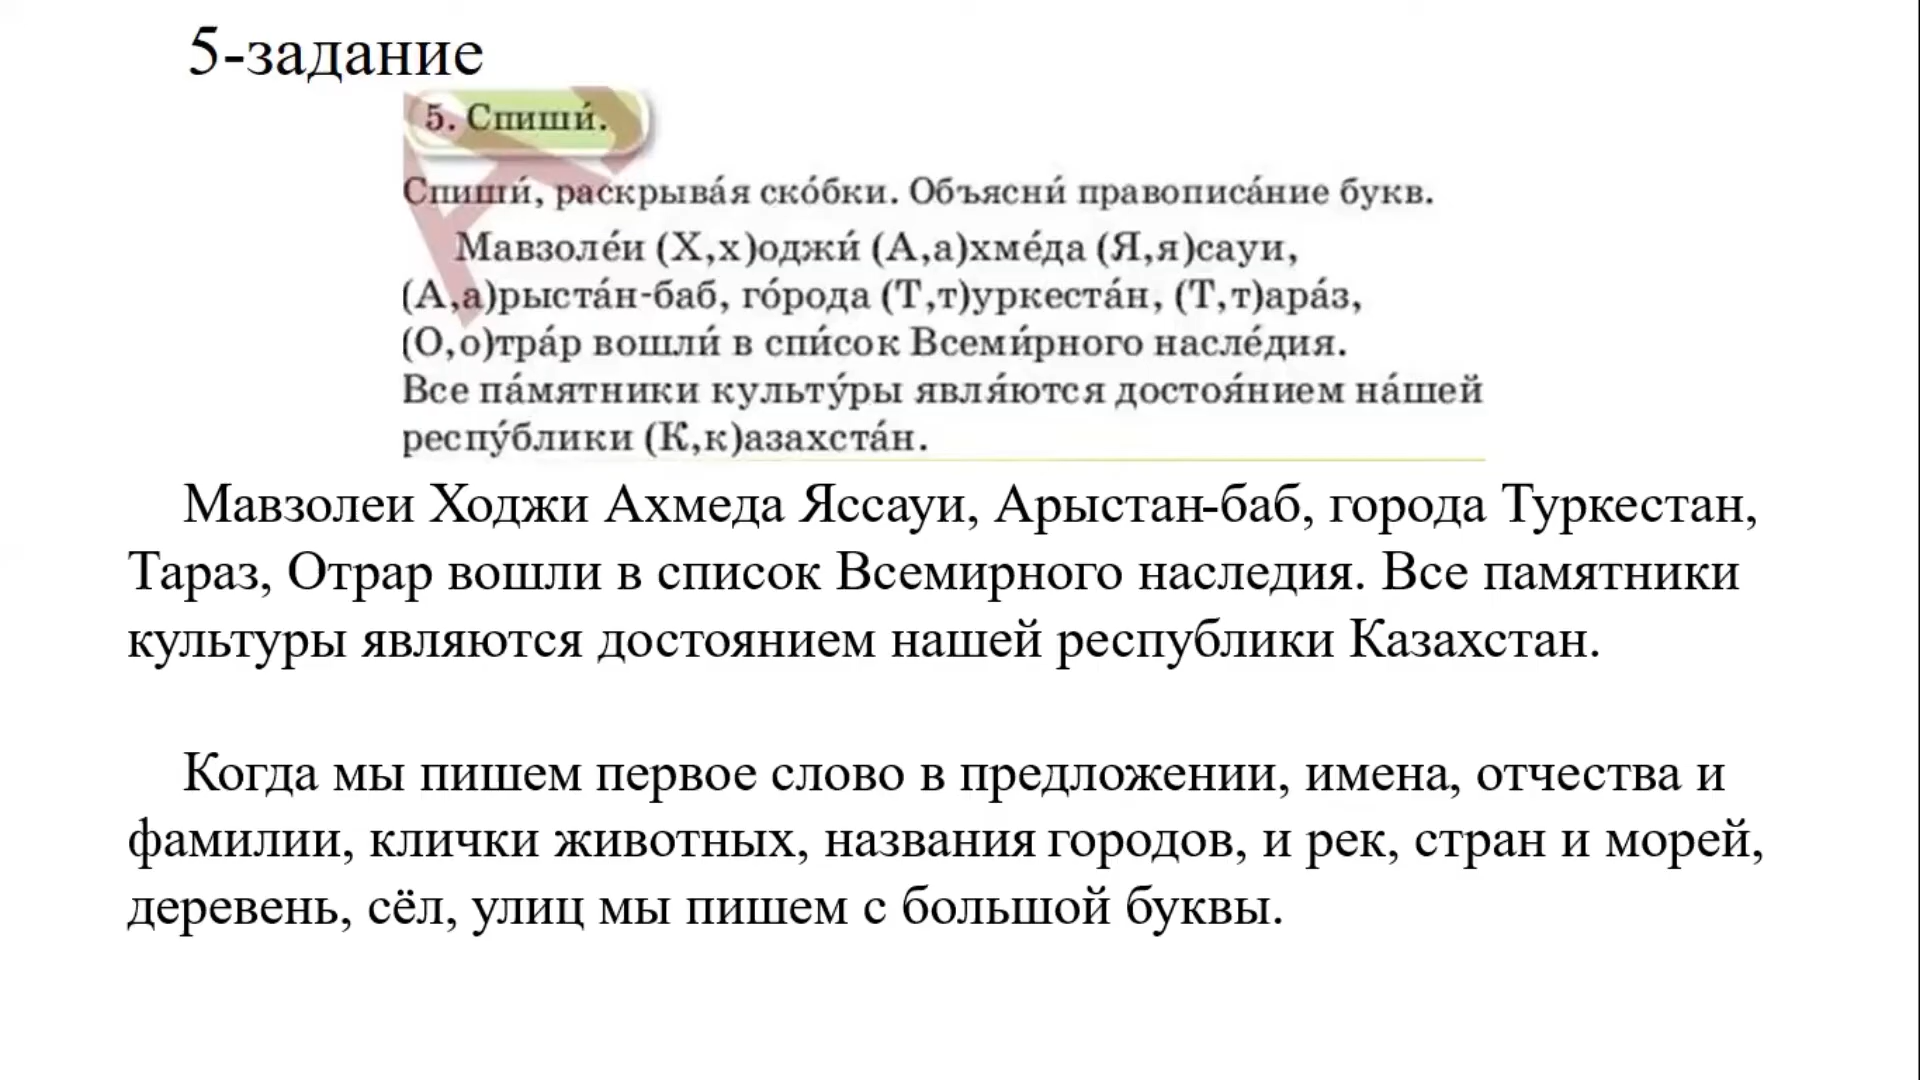 5-задание
5. Спиши́.
Спиши́, раскрыва́я ско́бки. Объясни́ правописа́ние букв.
Мавзоле́и (Х,х)оджи́ (А,а)хме́да (Я,я)сауи,
(А,а)рыста́н-баб, го́рода (Т,т)уркеста́н, (Т,т)ара́з,
(О,о)тра́р вошли́ в спи́сок Всеми́рного насле́дия.
Все па́мятники культу́ры явля́ются достоя́нием на́шей
респу́блики (К,к)азахста́н.
Мавзолеи Ходжи Ахмеда Яссауи, Арыстан-баб, города Туркестан,
Тараз, Отрар вошли в список Всемирного наследия. Все памятники
культуры являются достоянием нашей республики Казахстан.
Когда мы пишем первое слово в предложении, имена, отчества и
фамилии, клички животных, названия городов, и рек, стран и морей,
деревень, сёл, улиц мы пишем с большой буквы.